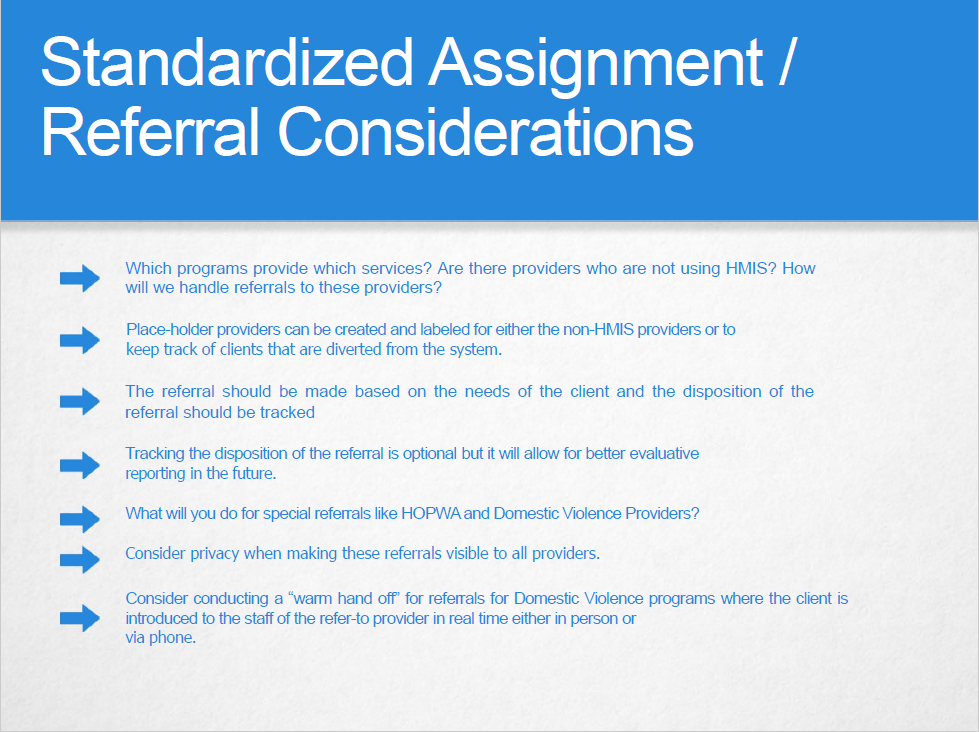 Standardized Assignment /
Referral Considerations
Which programs provide which services? Are there providers who are not using HMIS? How
will we handle referrals to these providers?
Place-holder providers can be created and labeled for either the non-HMIS providers or to
keep track of clients that are diverted from the system.
The referral should be made based on the needs of the client and the disposition of the
referral should be tracked
Tracking the disposition of the referral is optional but it will allow for better evaluative
reporting in the future.
What will you do for special referrals like HOPWA and Domestic Violence Providers?
Consider privacy when making these referrals visible to all providers.
Consider conducting a “warm hand off” for referrals for Domestic Violence programs where the client is
introduced to the staff of the refer-to provider in real time either in person or
via phone.